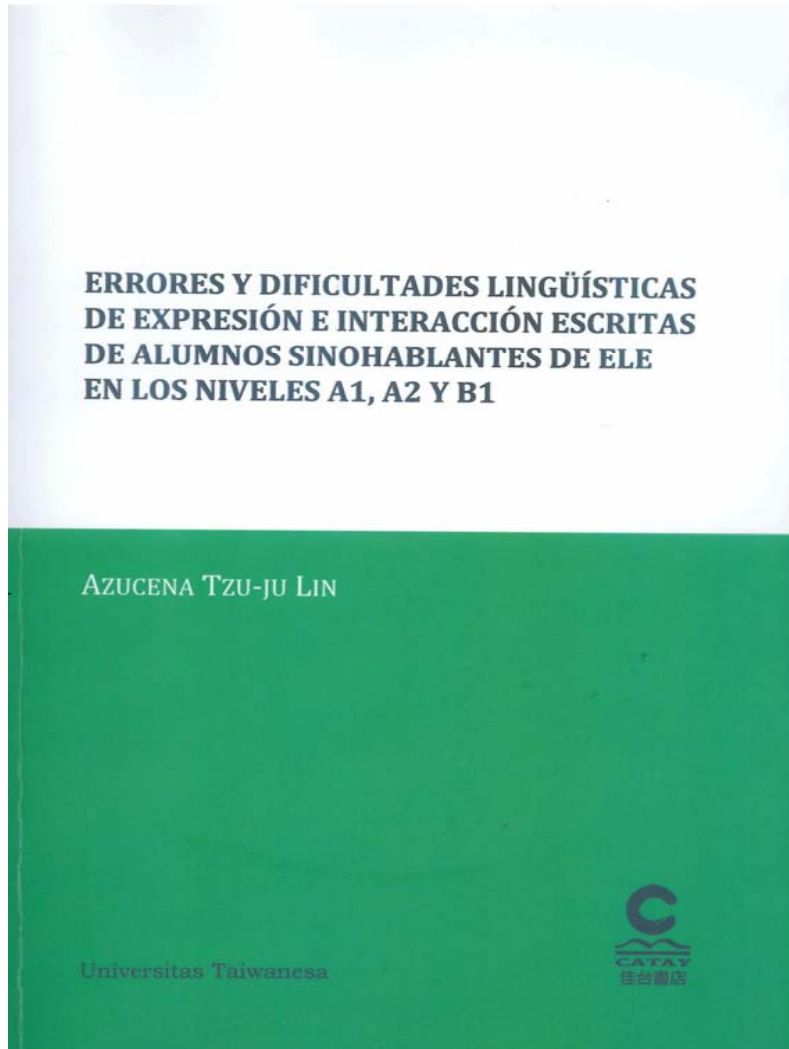 ERRORES Y DIFICULTADES LINGÜÍSTICAS
DE EXPRESIÓN E INTERACCIÓN ESCRITAS
DE ALUMNOS SINOHABLANTES DE ELE
EN LOS NIVELES A1, A2 Y B1
AZUCENA TZU-JU LIN
Universitas Taiwanesa
C
CATAY
佳台書店